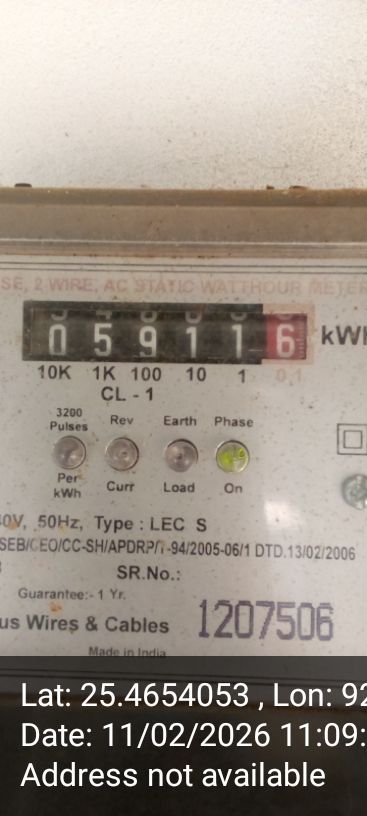 SE, 2 WIRE, AC STATIC WATTHOUR METER
0 5 9 1 1 6 kWh
10K 1K 100 10 1 0.1
CL - 1
3200 Pulses Rev Earth Phase
Per kWh Curr Load On
40V, 50Hz, Type : LEC S
SEB/CEO/CC-SH/APDRP/ -94/2005-06/1 DTD.13/02/2006
SR.No.:
Guarantee:- 1 Yr.
us Wires & Cables 1207506
Made in India
Lat: 25.4654053 , Lon: 92
Date: 11/02/2026 11:09:
Address not available